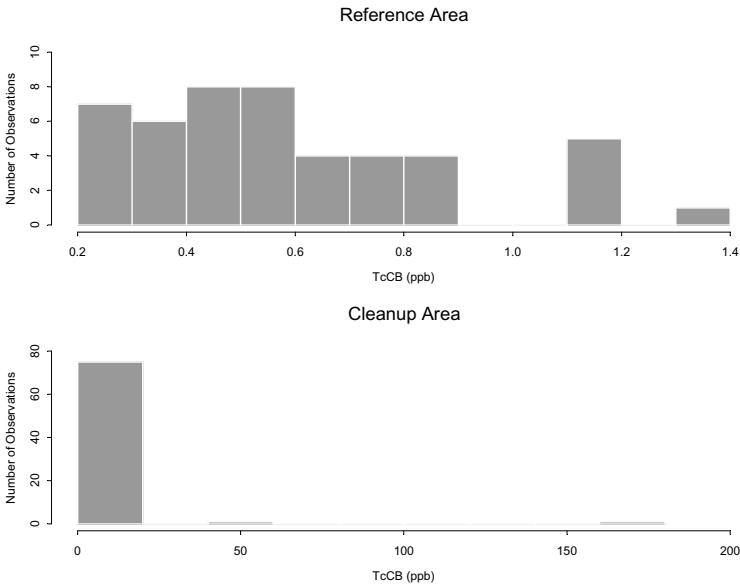 Reference Area
Number of Observations
10
8
6
4
2
0
0.2 0.4 0.6 0.8 1.0 1.2 1.4
TcCB (ppb)
Cleanup Area
Number of Observations
80
60
40
20
0
0 50 100 150 200
TcCB (ppb)